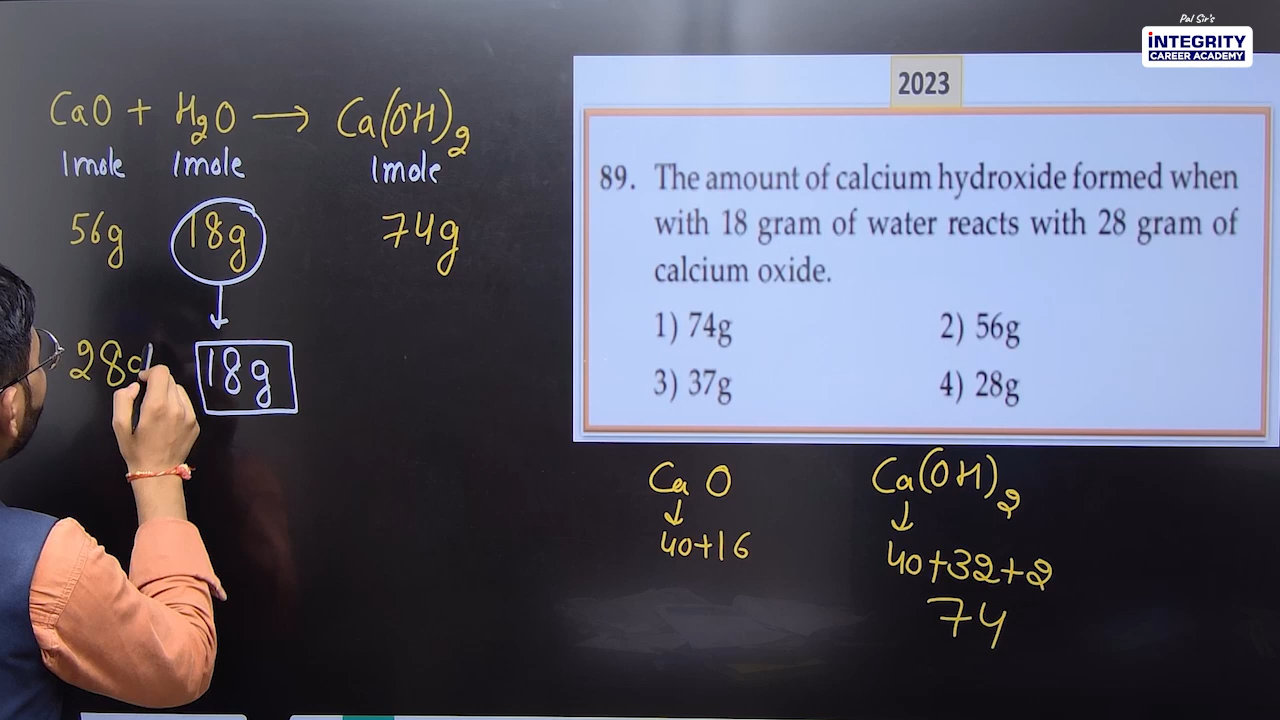 Pal Sir's
iNTEGRITY
CAREER ACADEMY
CaO + H₂O → Ca(OH)₂
1mole 1mole 1mole
56g 18g 74g
28g 18g
2023
89. The amount of calcium hydroxide formed when
with 18 gram of water reacts with 28 gram of
calcium oxide.
1) 74g 2) 56g
3) 37g 4) 28g
CaO Ca(OH)₂
↓ ↓
40+16 40+32+2
74